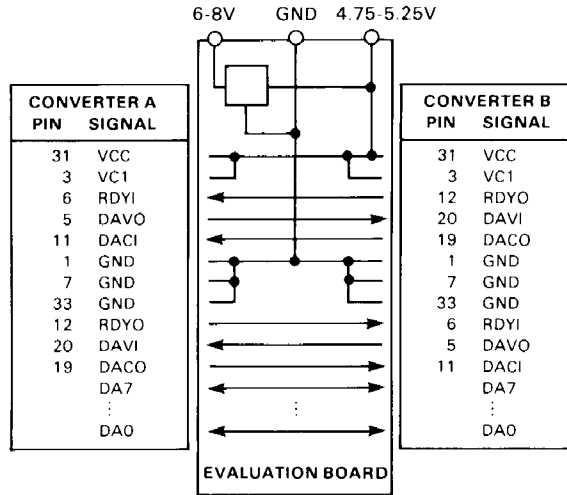 6-8V GND 4.75-5.25V
CONVERTER A
PIN SIGNAL
31 VCC
3 VC1
6 RDYI
5 DAVO
11 DACI
1 GND
7 GND
33 GND
12 RDYO
20 DAVI
19 DACO
DA7
⋮
DA0
⋮
EVALUATION BOARD
CONVERTER B
PIN SIGNAL
31 VCC
3 VC1
12 RDYO
20 DAVI
19 DACO
1 GND
7 GND
33 GND
6 RDYI
5 DAVO
11 DACI
DA7
⋮
DA0